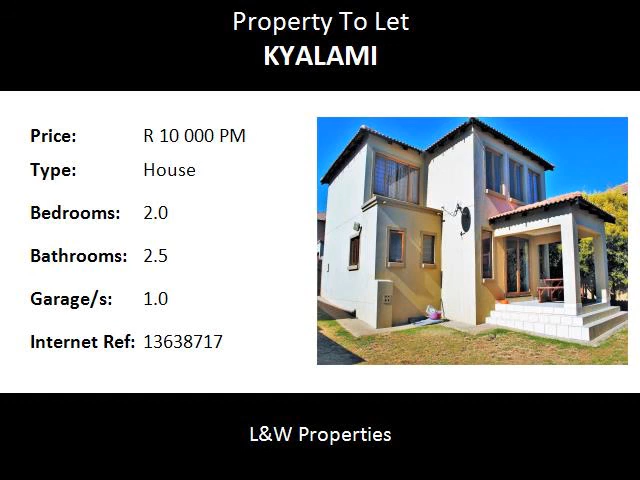 Property To Let
KYALAMI
Price: R 10 000 PM
Type: House
Bedrooms: 2.0
Bathrooms: 2.5
Garage/s: 1.0
Internet Ref: 13638717
L&W Properties